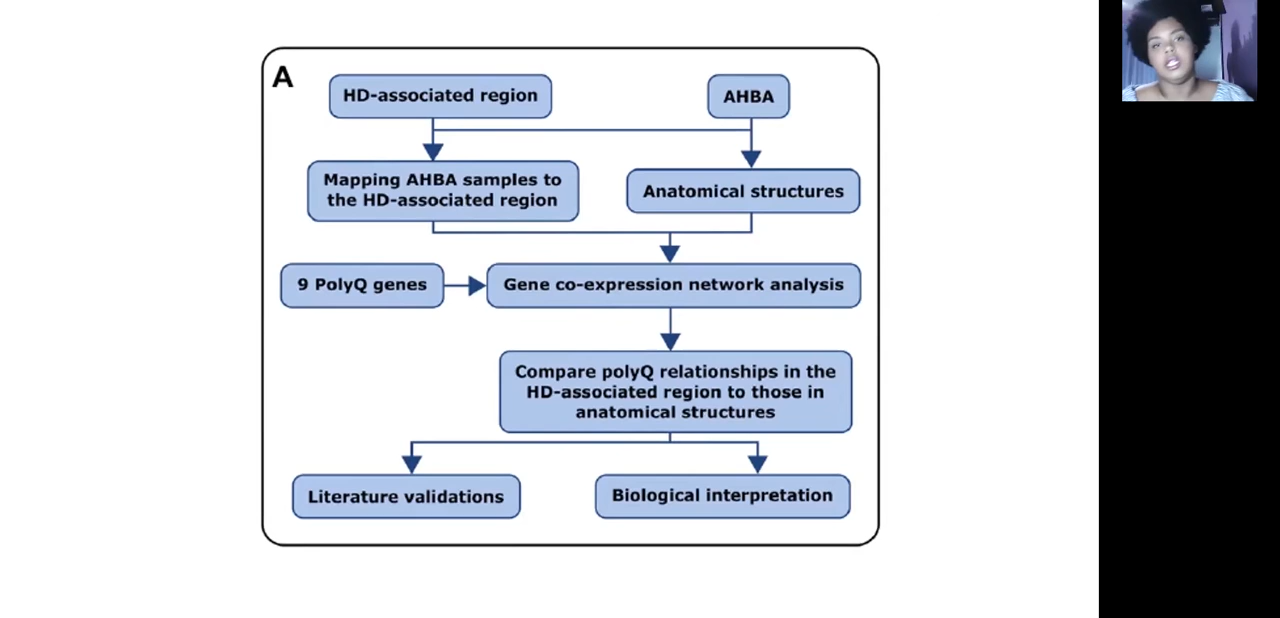 A
HD-associated region
AHBA
Mapping AHBA samples to
the HD-associated region
Anatomical structures
9 PolyQ genes
Gene co-expression network analysis
Compare polyQ relationships in the
HD-associated region to those in
anatomical structures
Literature validations
Biological interpretation